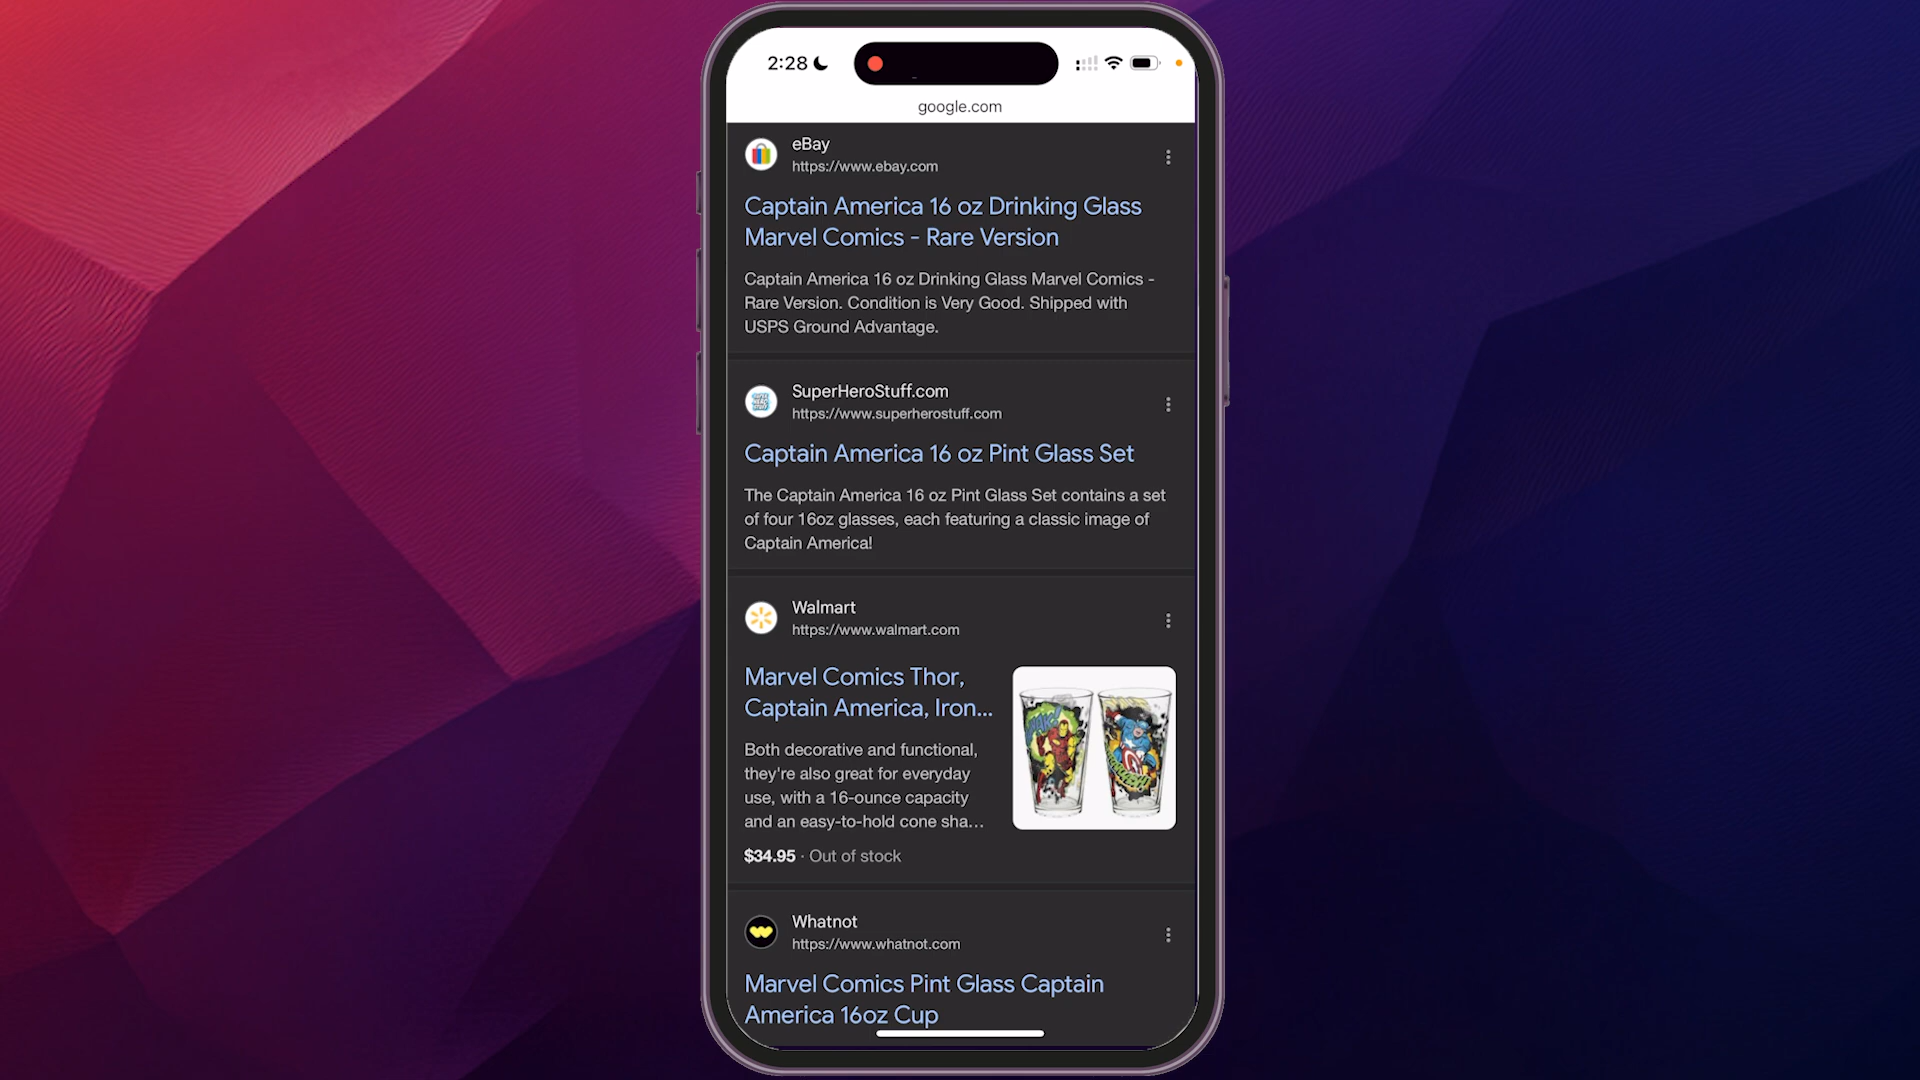 2:28
google.com
eBay
https://www.ebay.com
Captain America 16 oz Drinking Glass
Marvel Comics - Rare Version
Captain America 16 oz Drinking Glass Marvel Comics -
Rare Version. Condition is Very Good. Shipped with
USPS Ground Advantage.
SuperHeroStuff.com
https://www.superherostuff.com
Captain America 16 oz Pint Glass Set
The Captain America 16 oz Pint Glass Set contains a set
of four 16oz glasses, each featuring a classic image of
Captain America!
Walmart
https://www.walmart.com
Marvel Comics Thor,
Captain America, Iron...
Both decorative and functional,
they're also great for everyday
use, with a 16-ounce capacity
and an easy-to-hold cone sha...
$34.95 · Out of stock
Whatnot
https://www.whatnot.com
Marvel Comics Pint Glass Captain
America 16oz Cup